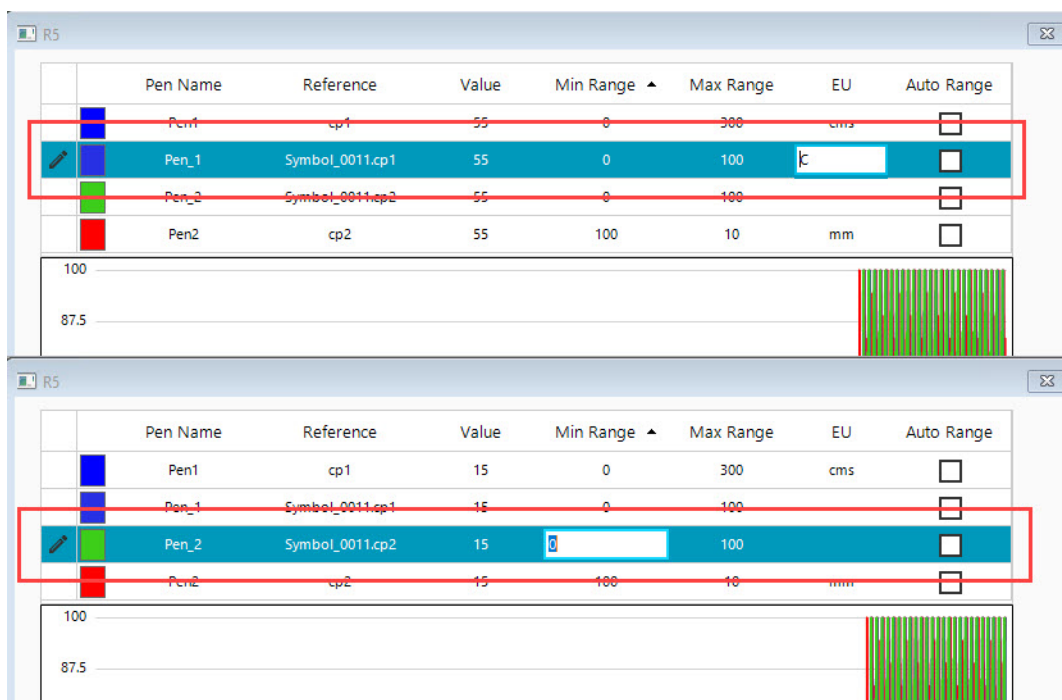 R5
Pen Name Reference Value Min Range Max Range EU Auto Range
Pen1 cp1 55 0 300 cms
Pen_1 Symbol_0011.cp1 55 0 100 C
Pen_2 Symbol_0011.cp2 55 0 100
Pen2 cp2 55 100 10 mm
100
87.5
R5
Pen Name Reference Value Min Range Max Range EU Auto Range
Pen1 cp1 15 0 300 cms
Pen_1 Symbol_0011.cp1 15 0 100
Pen_2 Symbol_0011.cp2 15 0 100
Pen2 cp2 15 100 10 mm
100
87.5